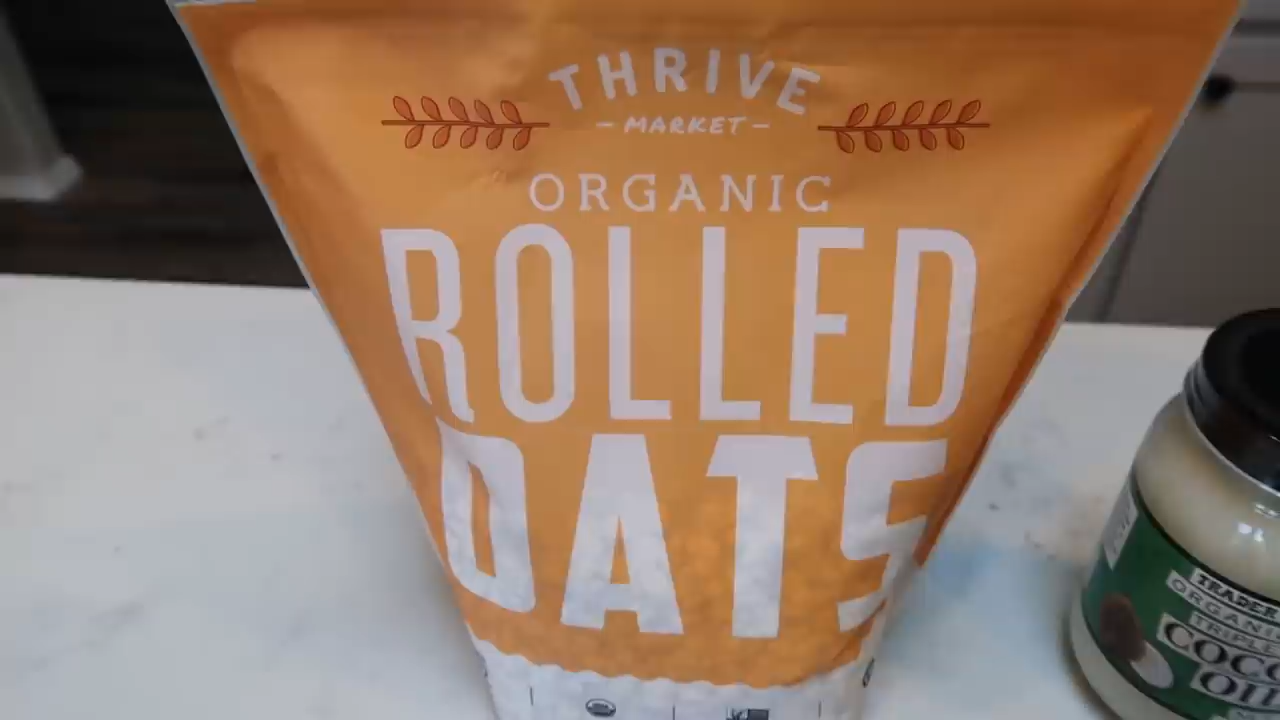 THRIVE
- MARKET -
ORGANIC
ROLLED
OATS
TRADER
ORGANIC
TRIPLE
COCO
OIL